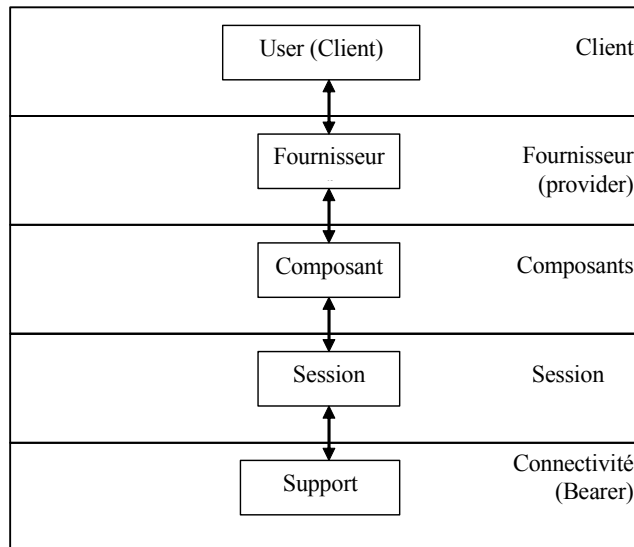 User (Client)
Client
Fournisseur
Fournisseur
(provider)
Composant
Composants
Session
Session
Support
Connectivité
(Bearer)